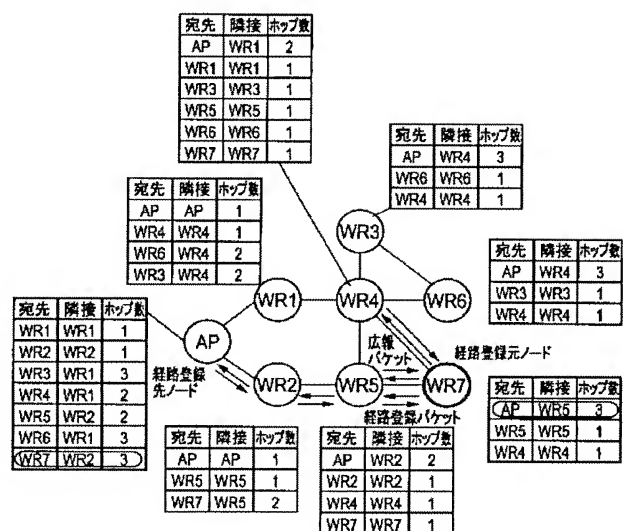 宛先 隣接 ホップ数
AP WR1 2
WR1 WR1 1
WR3 WR3 1
WR5 WR5 1
WR6 WR6 1
WR7 WR7 1
宛先 隣接 ホップ数
AP WR4 3
WR6 WR6 1
WR4 WR4 1
宛先 隣接 ホップ数
AP AP 1
WR4 WR4 1
WR6 WR4 2
WR3 WR4 2
WR3
宛先 隣接 ホップ数
AP WR4 3
WR3 WR3 1
WR4 WR4 1
WR1
WR4
WR6
宛先 隣接 ホップ数
WR1 WR1 1
WR2 WR2 1
WR3 WR1 3
WR4 WR1 2
WR5 WR2 2
WR6 WR1 3
WR7 WR2 3
AP
広報
パケット
経路登録元ノード
経路登録
先ノード
WR2
WR5
WR7
経路登録パケット
宛先 隣接 ホップ数
AP WR5 3
WR5 WR5 1
WR4 WR4 1
宛先 隣接 ホップ数
AP AP 1
WR5 WR5 1
WR7 WR5 2
宛先 隣接 ホップ数
AP WR2 2
WR2 WR2 1
WR4 WR4 1
WR7 WR7 1